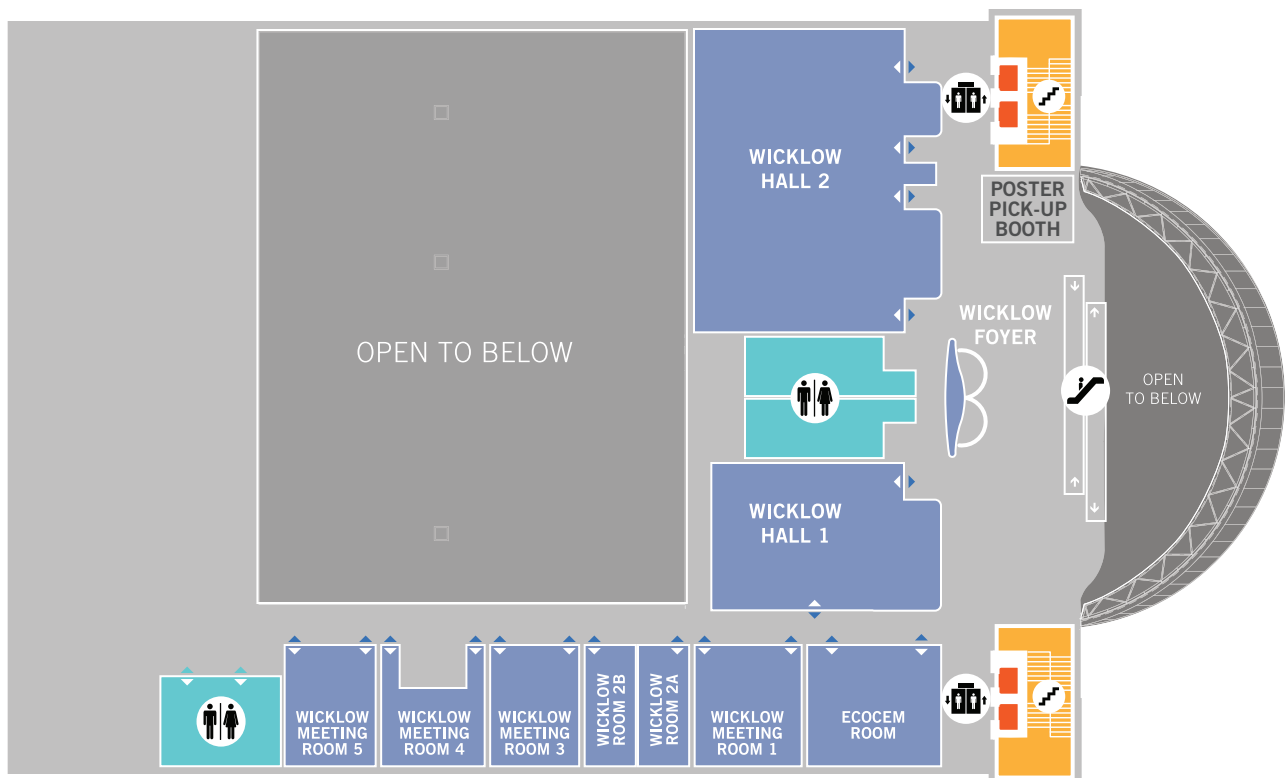 WICKLOW
HALL 2
POSTER
PICK-UP
BOOTH
OPEN TO BELOW
WICKLOW
FOYER
OPEN
TO BELOW
WICKLOW
HALL 1
WICKLOW
MEETING
ROOM 5
WICKLOW
MEETING
ROOM 4
WICKLOW
MEETING
ROOM 3
WICKLOW
ROOM 2B
WICKLOW
ROOM 2A
WICKLOW
MEETING
ROOM 1
ECOCEM
ROOM